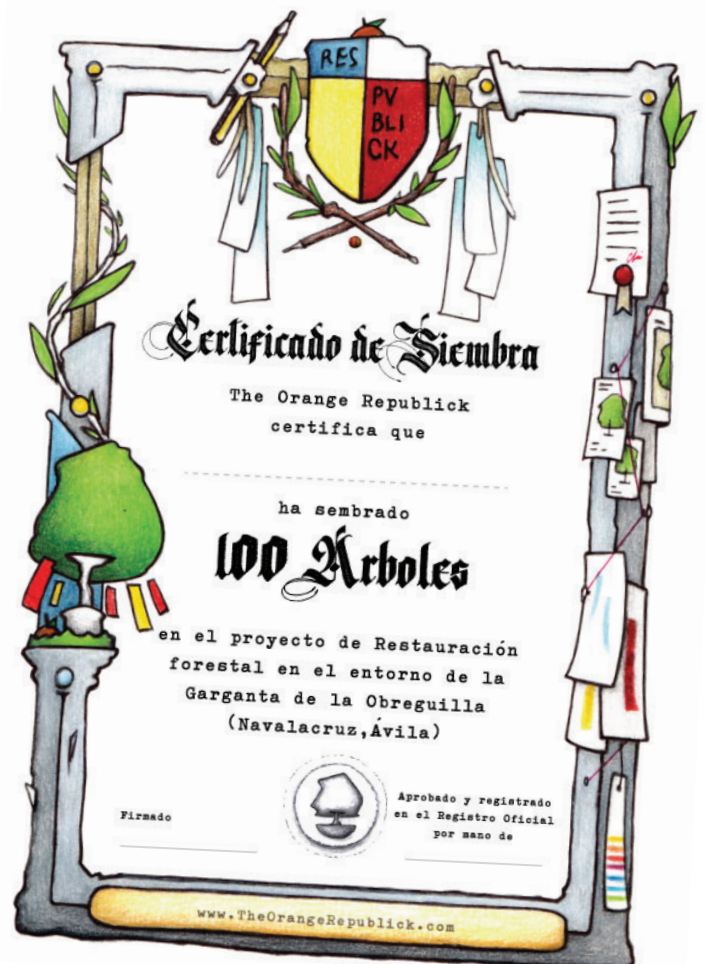 RES
PV
BLI
CK
Certificado de Siembra
The Orange Republick
certifica que
ha sembrado
100 Árboles
en el proyecto de Restauración
forestal en el entorno de la
Garganta de la Obreguilla
(Navalacruz,Ávila)
Firmado
Aprobado y registrado
en el Registro Oficial
por mano de
www.TheOrangeRepublick.com